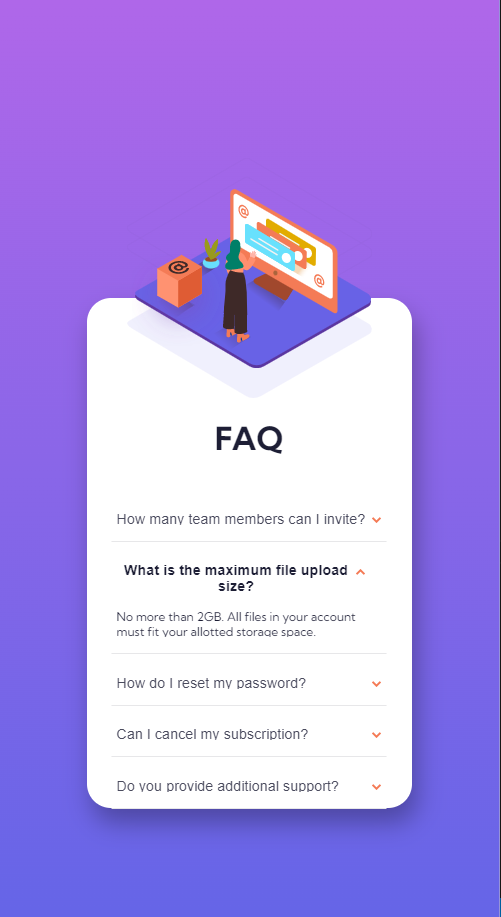 FAQ
How many team members can I invite?
What is the maximum file upload
size?
No more than 2GB. All files in your account
must fit your allotted storage space.
How do I reset my password?
Can I cancel my subscription?
Do you provide additional support?